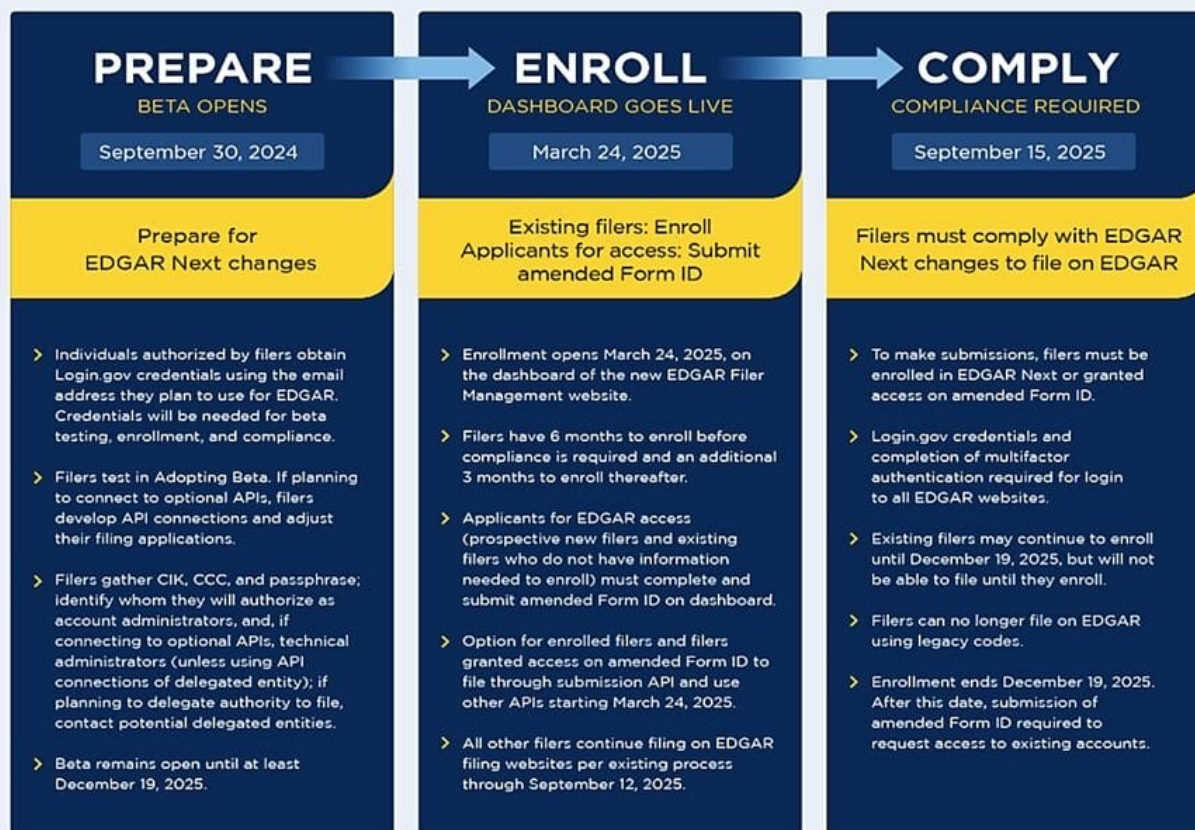 PREPARE
BETA OPENS
September 30, 2024
Prepare for
EDGAR Next changes
Individuals authorized by filers obtain
Login.gov credentials using the email
address they plan to use for EDGAR.
Credentials will be needed for beta
testing, enrollment, and compliance.
Filers test in Adopting Beta. If planning
to connect to optional APIs, filers
develop API connections and adjust
their filing applications.
Filers gather CIK, CCC, and passphrase;
identify whom they will authorize as
account administrators, and, if
connecting to optional APIs, technical
administrators (unless using API
connections of delegated entity); if
planning to delegate authority to file,
contact potential delegated entities.
Beta remains open until at least
December 19, 2025.
ENROLL
DASHBOARD GOES LIVE
March 24, 2025
Existing filers: Enroll
Applicants for access: Submit
amended Form ID
Enrollment opens March 24, 2025, on
the dashboard of the new EDGAR Filer
Management website.
Filers have 6 months to enroll before
compliance is required and an additional
3 months to enroll thereafter.
Applicants for EDGAR access
(prospective new filers and existing
filers who do not have information
needed to enroll) must complete and
submit amended Form ID on dashboard.
Option for enrolled filers and filers
granted access on amended Form ID to
file through submission API and use
other APIs starting March 24, 2025.
All other filers continue filing on EDGAR
filing websites per existing process
through September 12, 2025.
COMPLY
COMPLIANCE REQUIRED
September 15, 2025
Filers must comply with EDGAR
Next changes to file on EDGAR
To make submissions, filers must be
enrolled in EDGAR Next or granted
access on amended Form ID.
Login.gov credentials and
completion of multifactor
authentication required for login
to all EDGAR websites.
Existing filers may continue to enroll
until December 19, 2025, but will not
be able to file until they enroll.
Filers can no longer file on EDGAR
using legacy codes.
Enrollment ends December 19, 2025.
After this date, submission of
amended Form ID required to
request access to existing accounts.